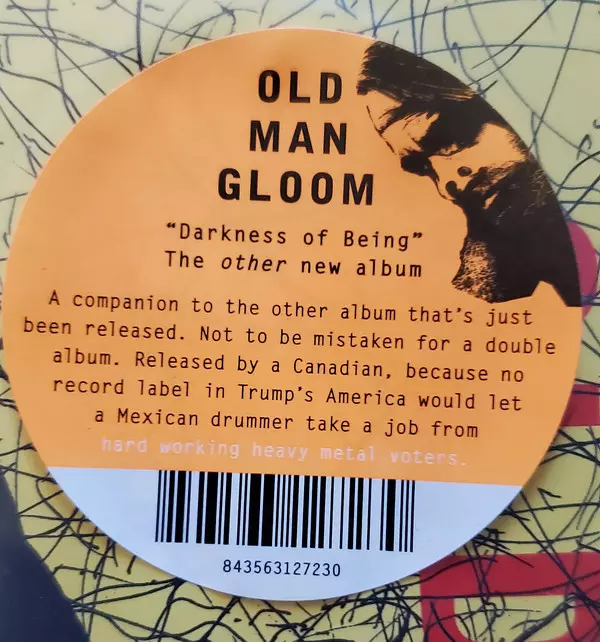 OLD
MAN
GLOOM
“Darkness of Being”
The other new album
A companion to the other album that’s just
been released. Not to be mistaken for a double
album. Released by a Canadian, because no
record label in Trump’s America would let
a Mexican drummer take a job from
hard working heavy metal voters.
843563127230